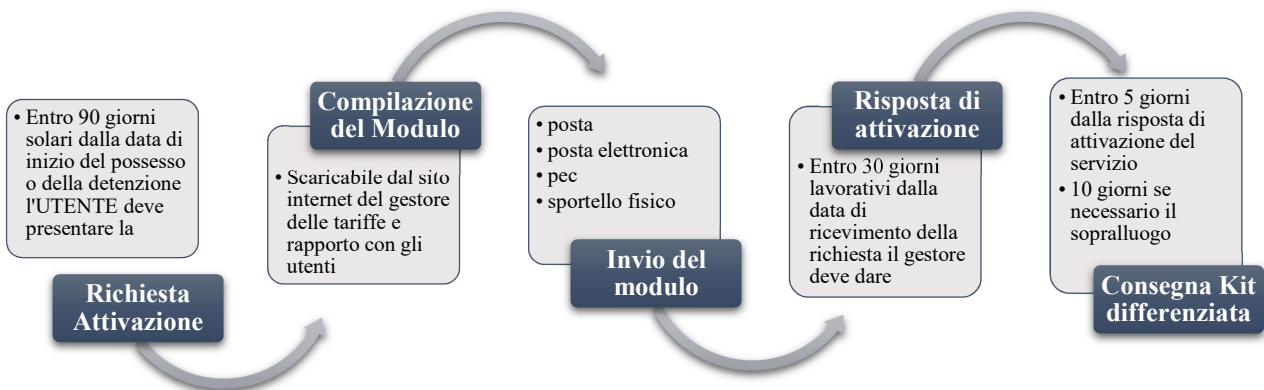 • Entro 90 giorni
solari dalla data di
inizio del possesso
o della detenzione
l'UTENTE deve
presentare la
Richiesta
Attivazione
Compilazione
del Modulo
• Scaricabile dal sito
internet del gestore
delle tariffe e
rapporto con gli
utenti
• posta
• posta elettronica
• pec
• sportello fisico
Invio del
modulo
Risposta di
attivazione
• Entro 30 giorni
lavorativi dalla
data di
ricevimento della
richiesta il gestore
deve dare
• Entro 5 giorni
dalla risposta di
attivazione del
servizio
• 10 giorni se
necessario il
sopralluogo
Consegna Kit
differenziata